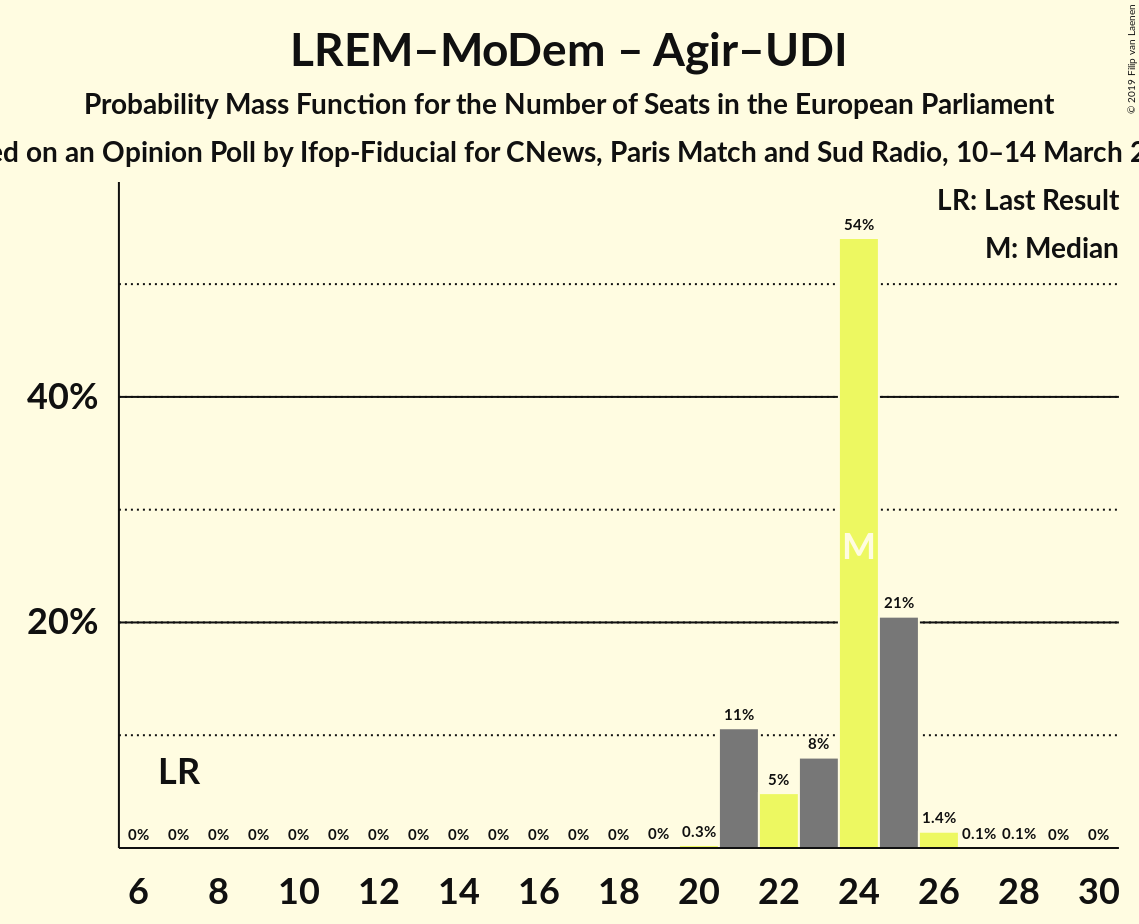 LREM–MoDem – Agir–UDI
Probability Mass Function for the Number of Seats in the European Parliament
on an Opinion Poll by Ifop-Fiducial for CNews, Paris Match and Sud Radio, 10–14 March
© 2019 Filip van Laenen
LR: Last Result
M: Median
54%
40%
M
21%
20%
11%
8%
LR
5%
1.4%
0% 0% 0% 0% 0% 0% 0% 0% 0% 0% 0% 0% 0% 0% 0.3% 0.1% 0.1% 0% 0%
6 8 10 12 14 16 18 20 22 24 26 28 30